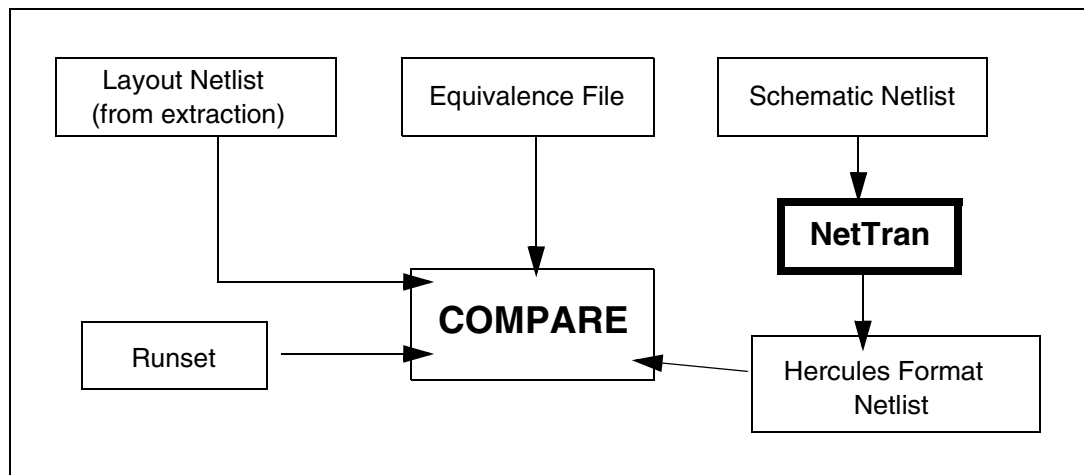 Layout Netlist
(from extraction)
Equivalence File
Schematic Netlist
NetTran
COMPARE
Runset
Hercules Format
Netlist